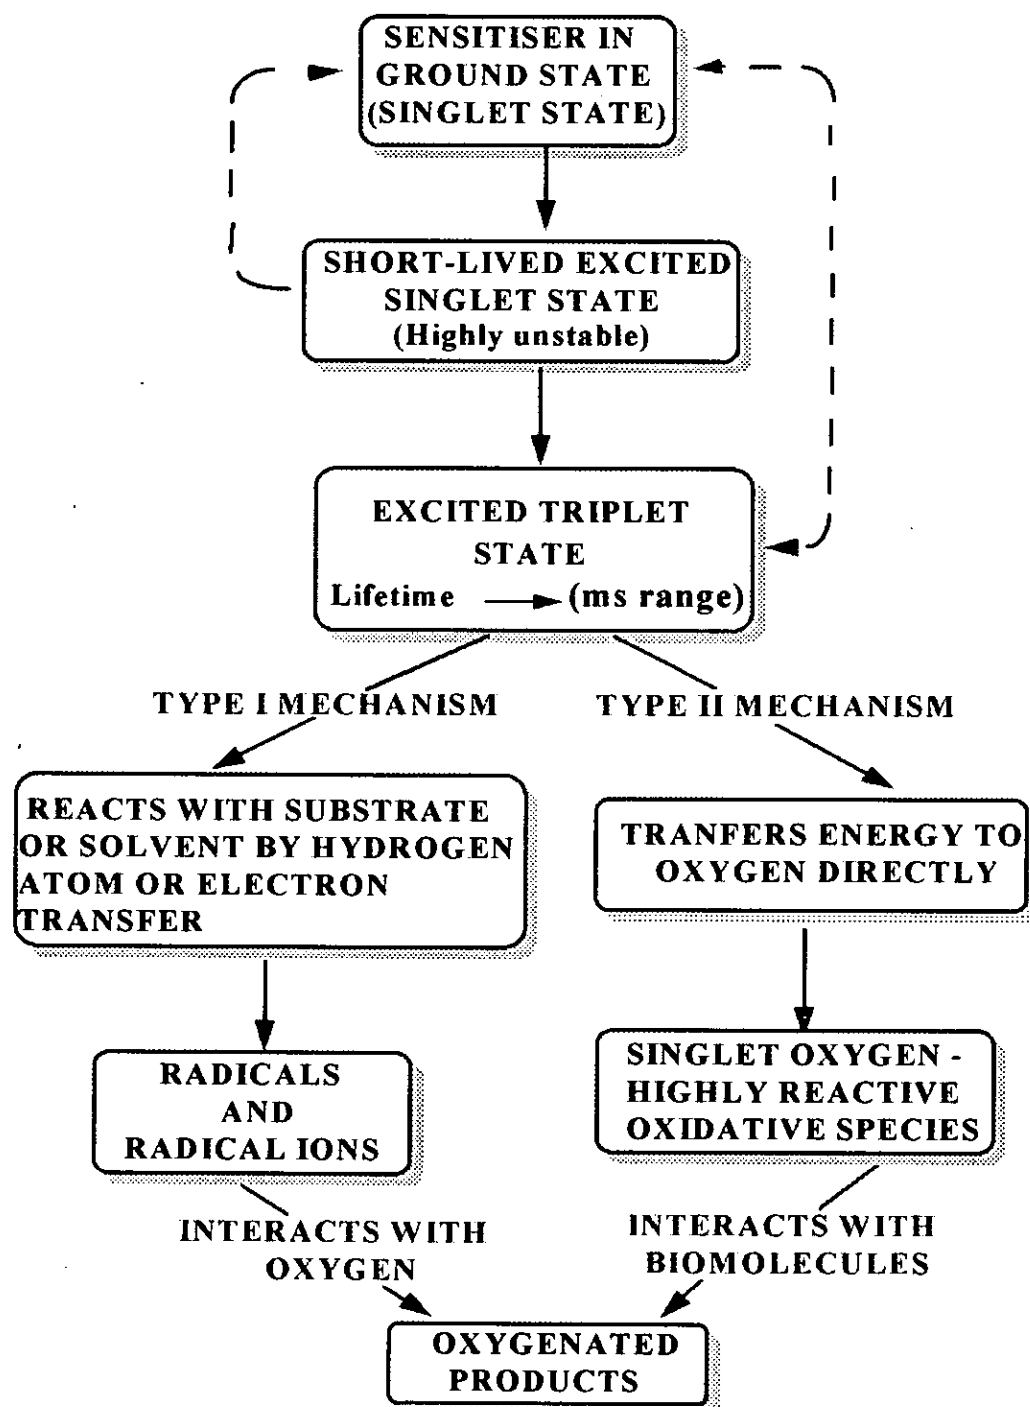 SENSITISER IN
GROUND STATE
(SINGLET STATE)
SHORT-LIVED EXCITED
SINGLET STATE
(Highly unstable)
EXCITED TRIPLET
STATE
Lifetime (ms range)
TYPE I MECHANISM
TYPE II MECHANISM
REACTS WITH SUBSTRATE
OR SOLVENT BY HYDROGEN
ATOM OR ELECTRON
TRANSFER
TRANFERS ENERGY TO
OXYGEN DIRECTLY
RADICALS
AND
RADICAL IONS
SINGLET OXYGEN -
HIGHLY REACTIVE
OXIDATIVE SPECIES
INTERACTS WITH
OXYGEN
INTERACTS WITH
BIOMOLECULES
OXYGENATED
PRODUCTS